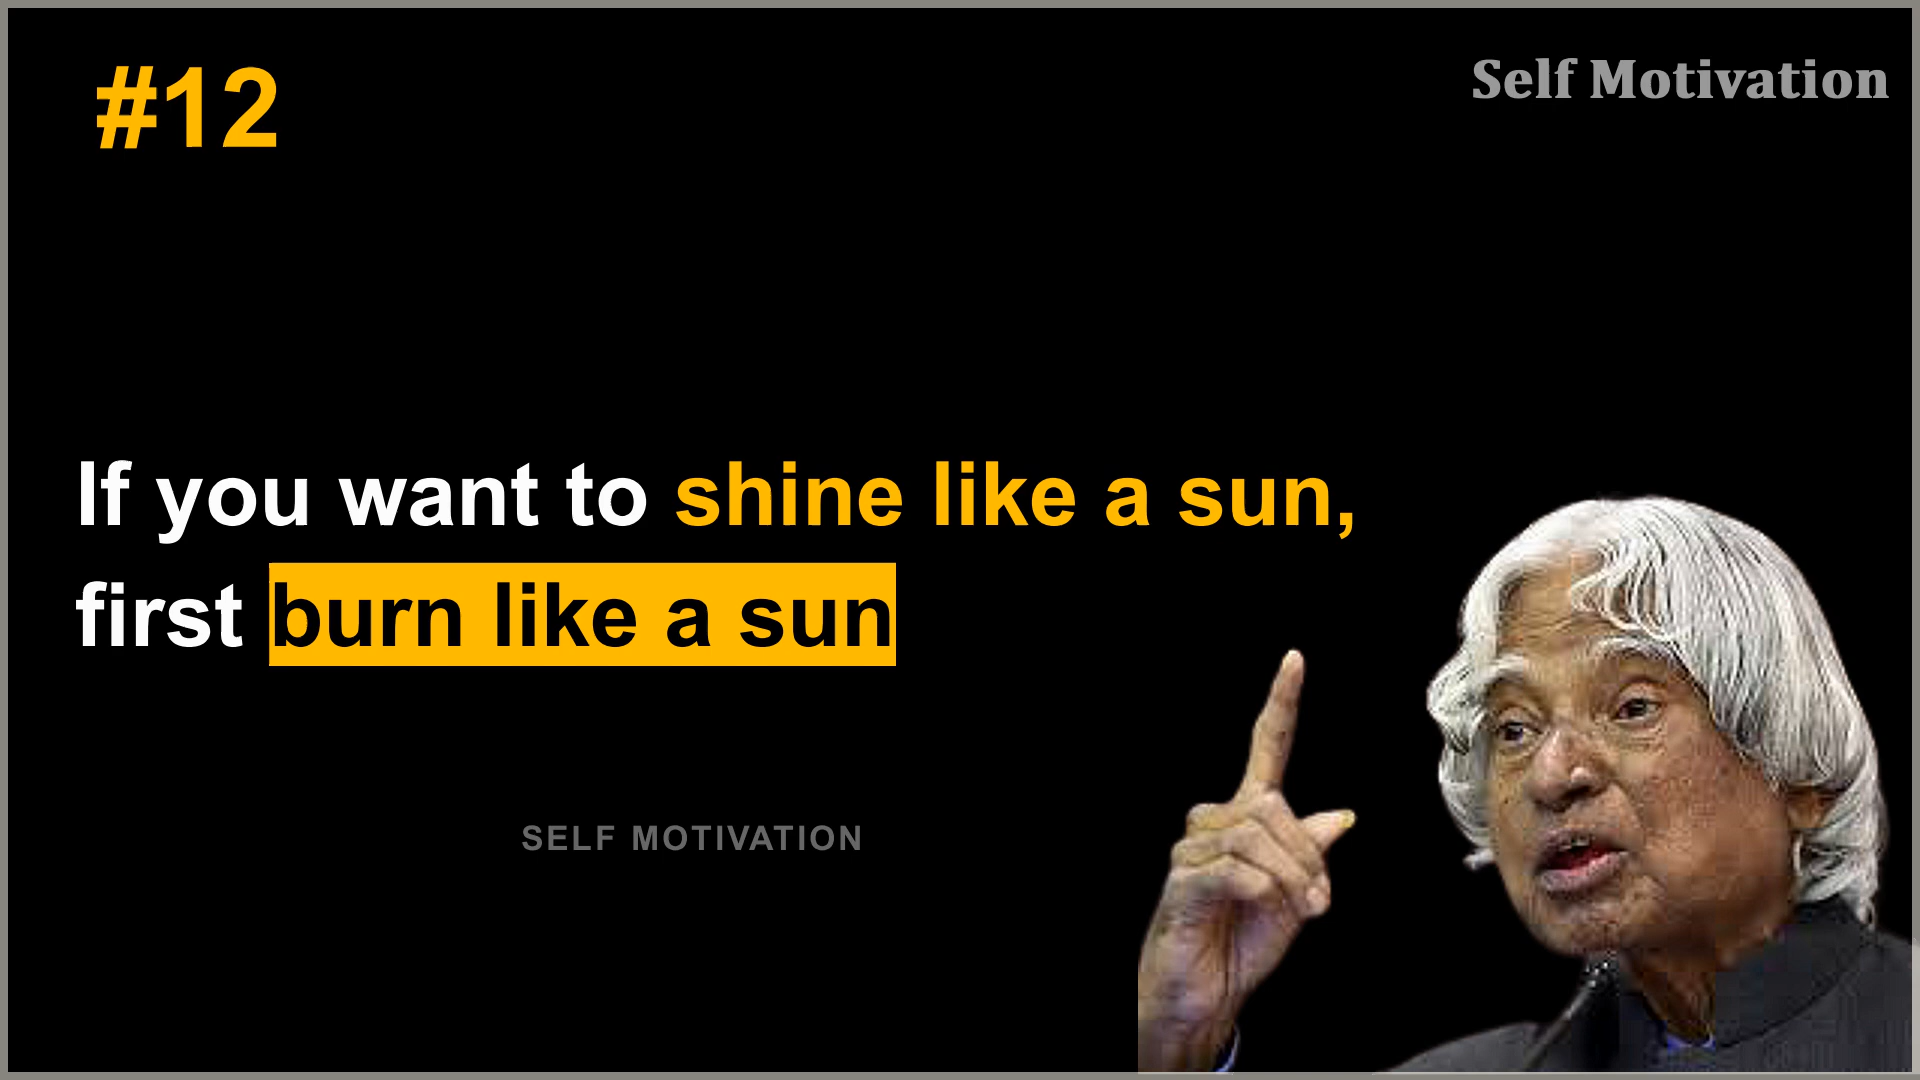 #12
Self Motivation
If you want to shine like a sun,
first burn like a sun
SELF MOTIVATION